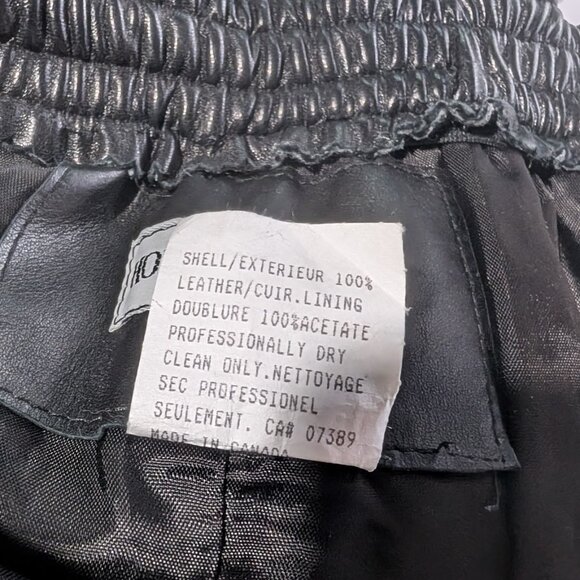 SHELL/EXTERIEUR 100%
LEATHER/CUIR.LINING
DOUBLURE 100%ACETATE
PROFESSIONALLY DRY
CLEAN ONLY.NETTOYAGE
SEC PROFESSIONEL
SEULEMENT. CA# 07389
MADE IN CANADA